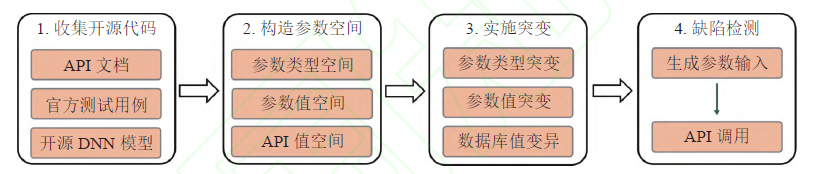 1. 收集开源代码
API 文档
官方测试用例
开源 DNN 模型
2. 构造参数空间
参数类型空间
参数值空间
API 值空间
3. 实施突变
参数类型突变
参数值突变
数据库值变异
4. 缺陷检测
生成参数输入
API 调用